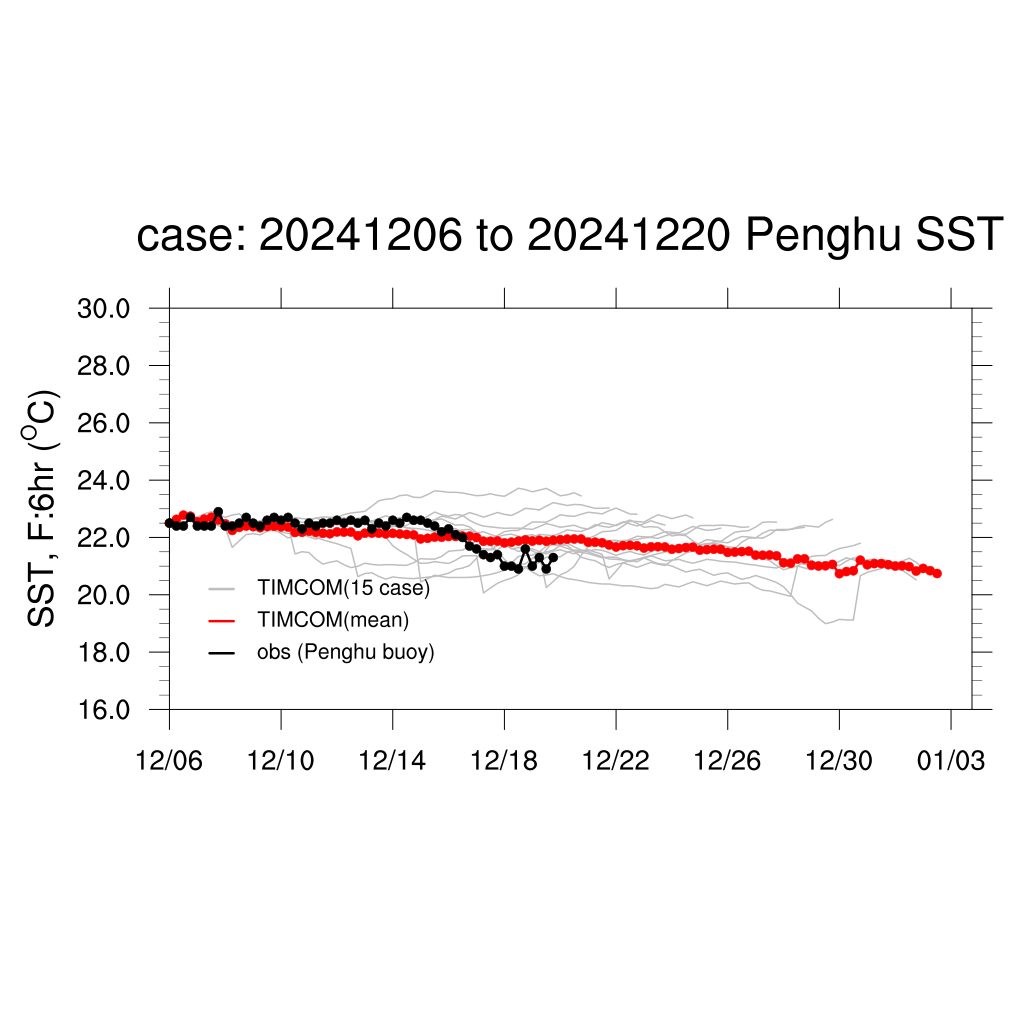 case: 20241206 to 20241220 Penghu SST
SST, F:6hr (°C)
30.0
28.0
26.0
24.0
22.0
20.0
18.0
16.0
TIMCOM(15 case)
TIMCOM(mean)
obs (Penghu buoy)
12/06 12/10 12/14 12/18 12/22 12/26 12/30 01/03